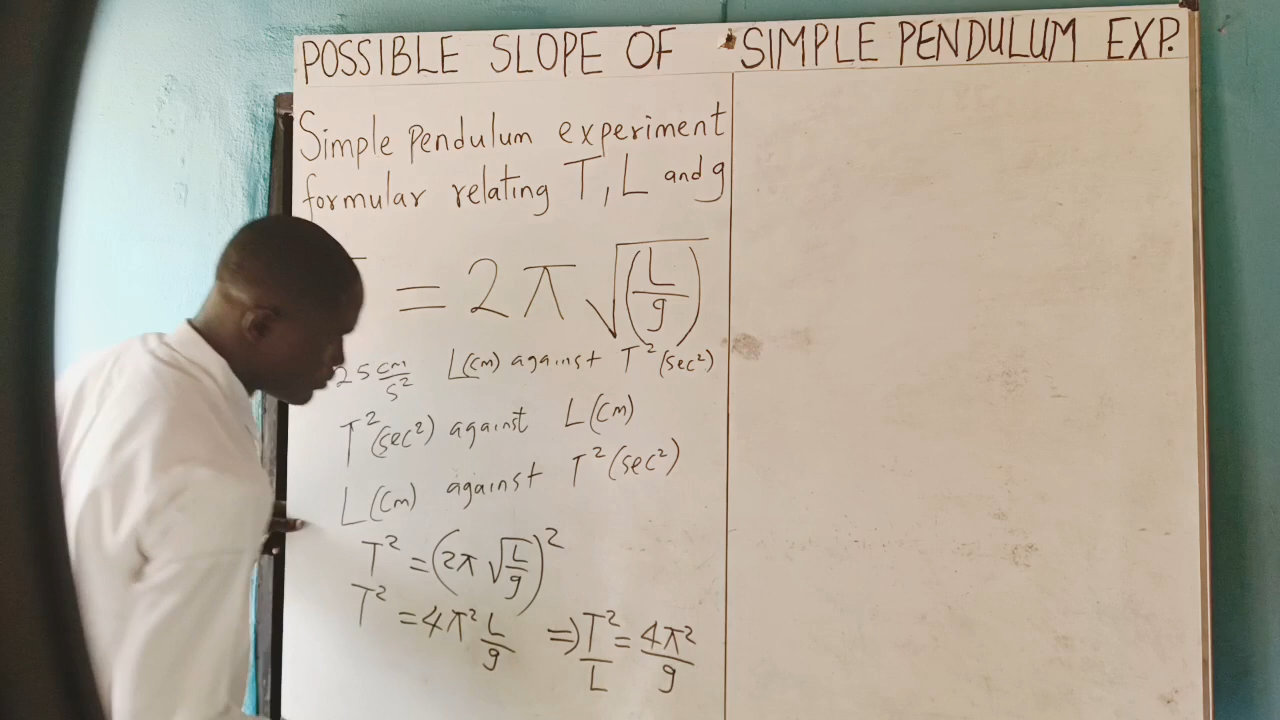 POSSIBLE SLOPE OF SIMPLE PENDULUM EXP.
Simple pendulum experiment
formular relating T, L and g
= 2π √(L/g)
25 cm/s² L(cm) against T²(sec²)
T²(sec²) against L(cm)
L(cm) against T²(sec²)
T² = (2π √L/g)²
T² = 4π² L/g ⇒ T²/L = 4π²/g